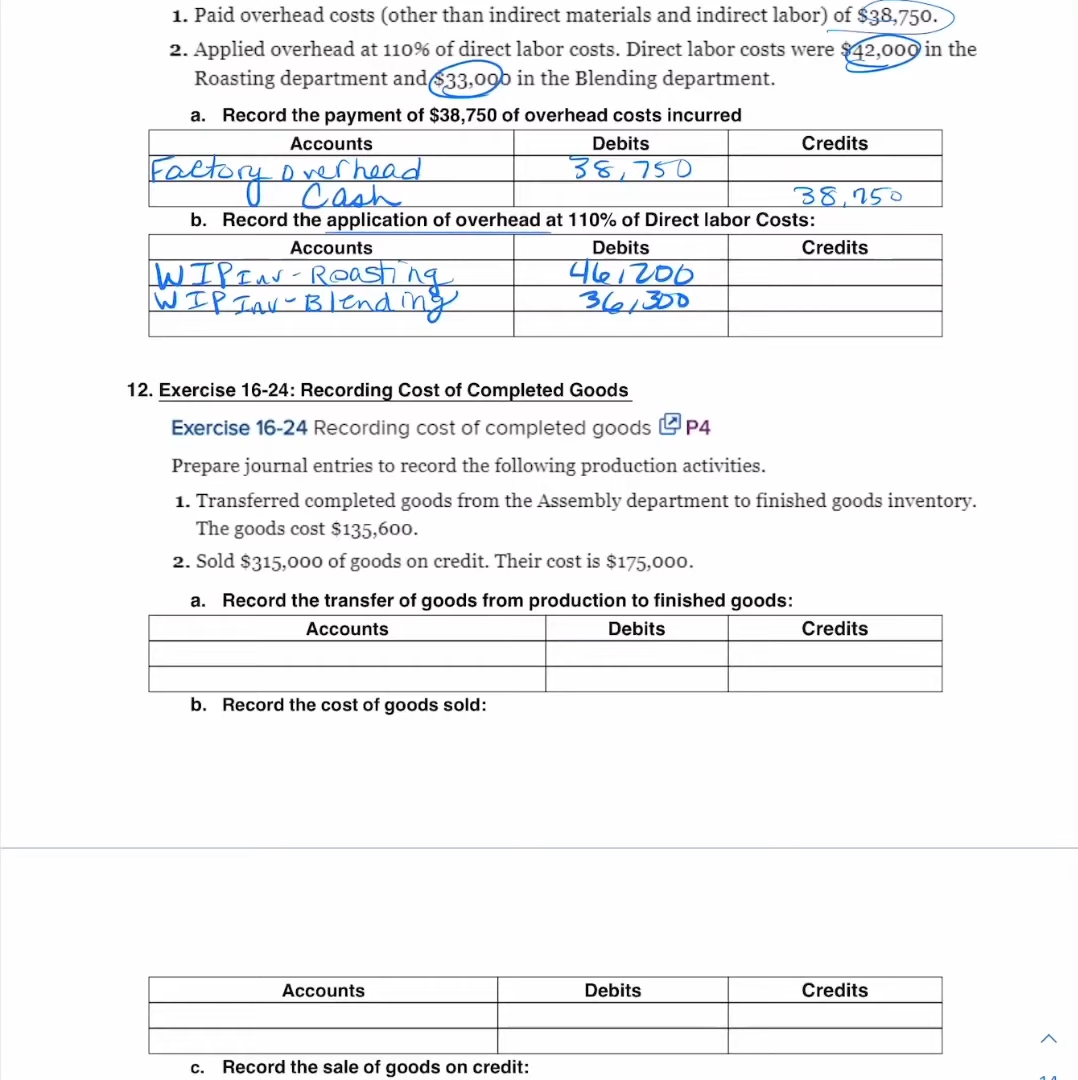 1. Paid overhead costs (other than indirect materials and indirect labor) of $38,750.
2. Applied overhead at 110% of direct labor costs. Direct labor costs were $42,000 in the
Roasting department and $33,000 in the Blending department.
a. Record the payment of $38,750 of overhead costs incurred
Accounts Debits Credits
Factory overhead 38,750
Cash 38,750
b. Record the application of overhead at 110% of Direct labor Costs:
Accounts Debits Credits
WIP Inv - Roasting 46,200
WIP Inv - Blending 36,300
12. Exercise 16-24: Recording Cost of Completed Goods
Exercise 16-24 Recording cost of completed goods P4
Prepare journal entries to record the following production activities.
1. Transferred completed goods from the Assembly department to finished goods inventory.
The goods cost $135,600.
2. Sold $315,000 of goods on credit. Their cost is $175,000.
a. Record the transfer of goods from production to finished goods:
Accounts Debits Credits
b. Record the cost of goods sold:
Accounts Debits Credits
c. Record the sale of goods on credit: